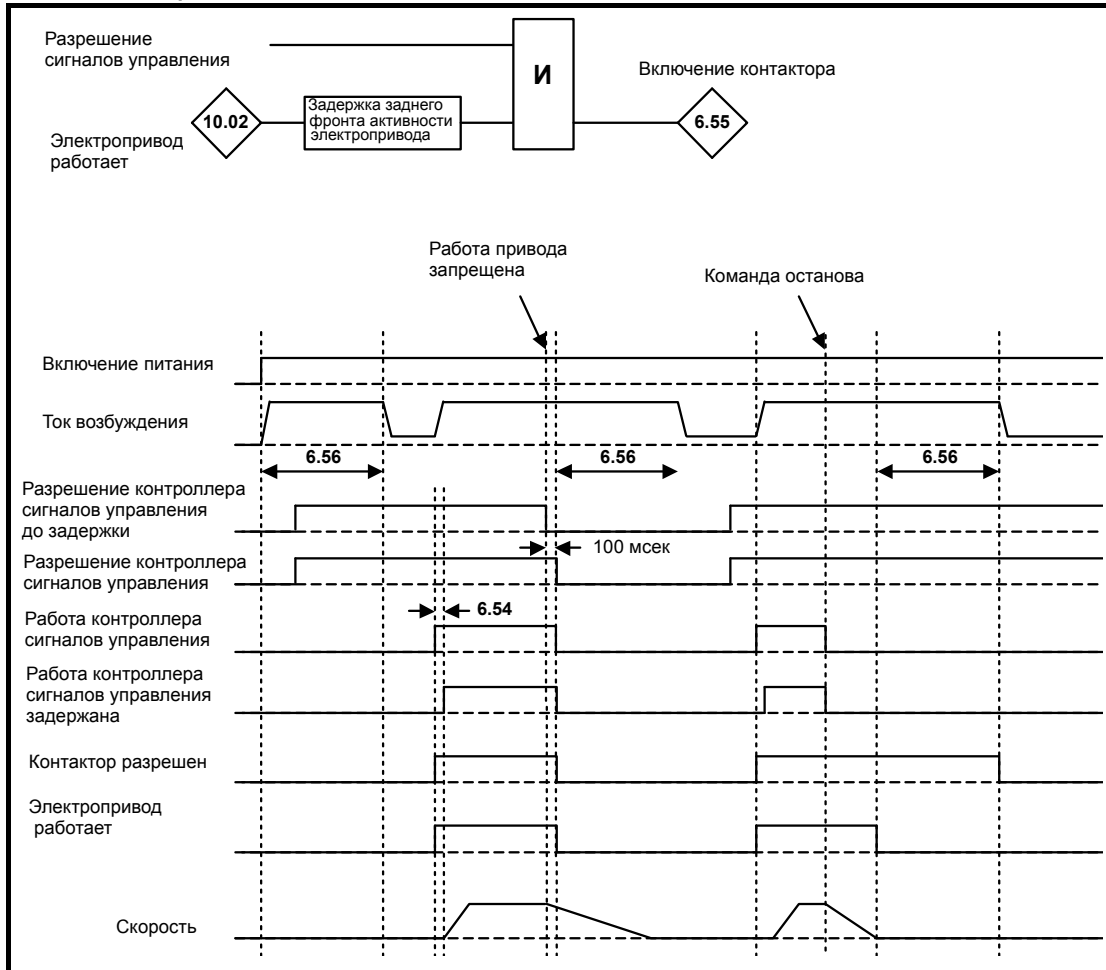 Разрешение
сигналов управления
И
Включение контактора
10.02
Задержка заднего
фронта активности
электропривода
6.55
Электропривод
работает
Работа привода
запрещена
Команда останова
Включение питания
Ток возбуждения
6.56
6.56
6.56
Разрешение контроллера
сигналов управления
до задержки
100 мсек
Разрешение контроллера
сигналов управления
6.54
Работа контроллера
сигналов управления
Работа контроллера
сигналов управления
задержана
Контактор разрешен
Электропривод
работает
Скорость